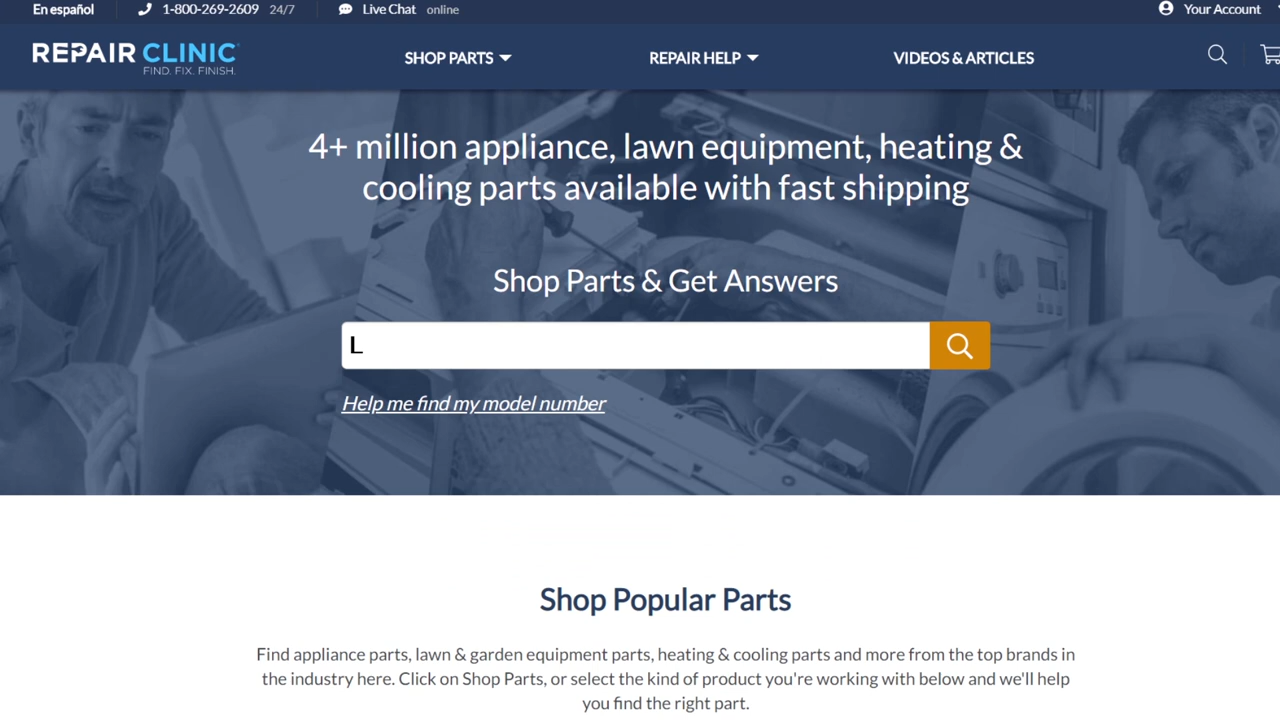 En español 1-800-269-2609 24/7 Live Chat online Your Account
REPAIR CLINIC SHOP PARTS REPAIR HELP VIDEOS & ARTICLES
FIND. FIX. FINISH.
4+ million appliance, lawn equipment, heating &
cooling parts available with fast shipping
Shop Parts & Get Answers
L
Help me find my model number
Shop Popular Parts
Find appliance parts, lawn & garden equipment parts, heating & cooling parts and more from the top brands in
the industry here. Click on Shop Parts, or select the kind of product you're working with below and we'll help
you find the right part.